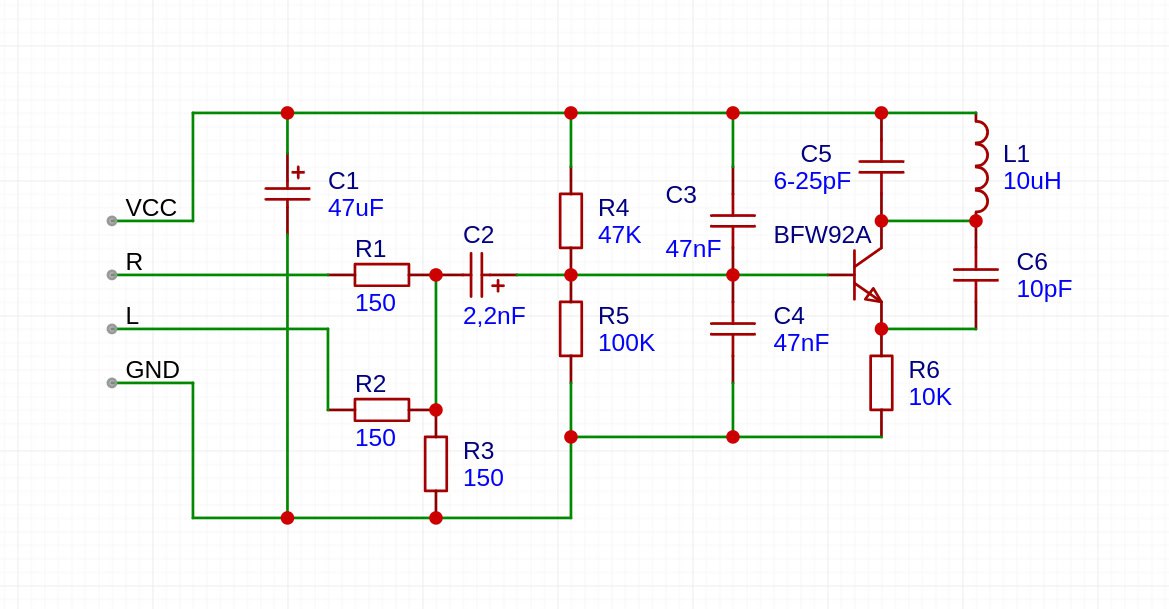 VCC
R
L
GND
C1
47uF
R1
150
R2
150
R3
150
C2
2,2nF
R4
47K
R5
100K
C3
47nF
C4
47nF
C5
6-25pF
BFW92A
L1
10uH
C6
10pF
R6
10K